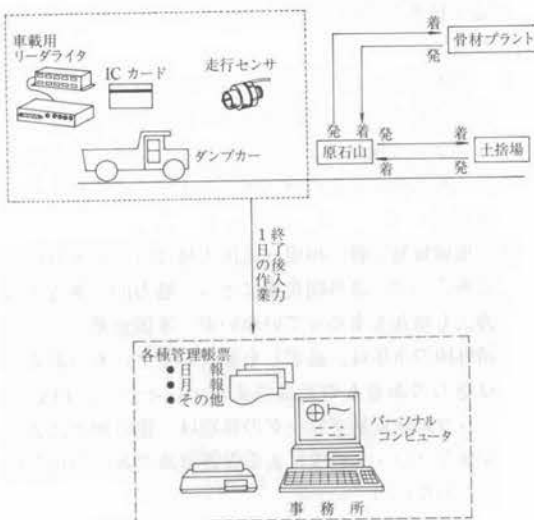 車載用
リーダライタ
ICカード
走行センサ
ダンプカー
着
発
骨材プラント
発
着
原石山
発
着
着
発
土捨場
1日の作業
終了後入力
各種管理帳票
●日報
●月報
●その他
パーソナル
コンピュータ
事務所